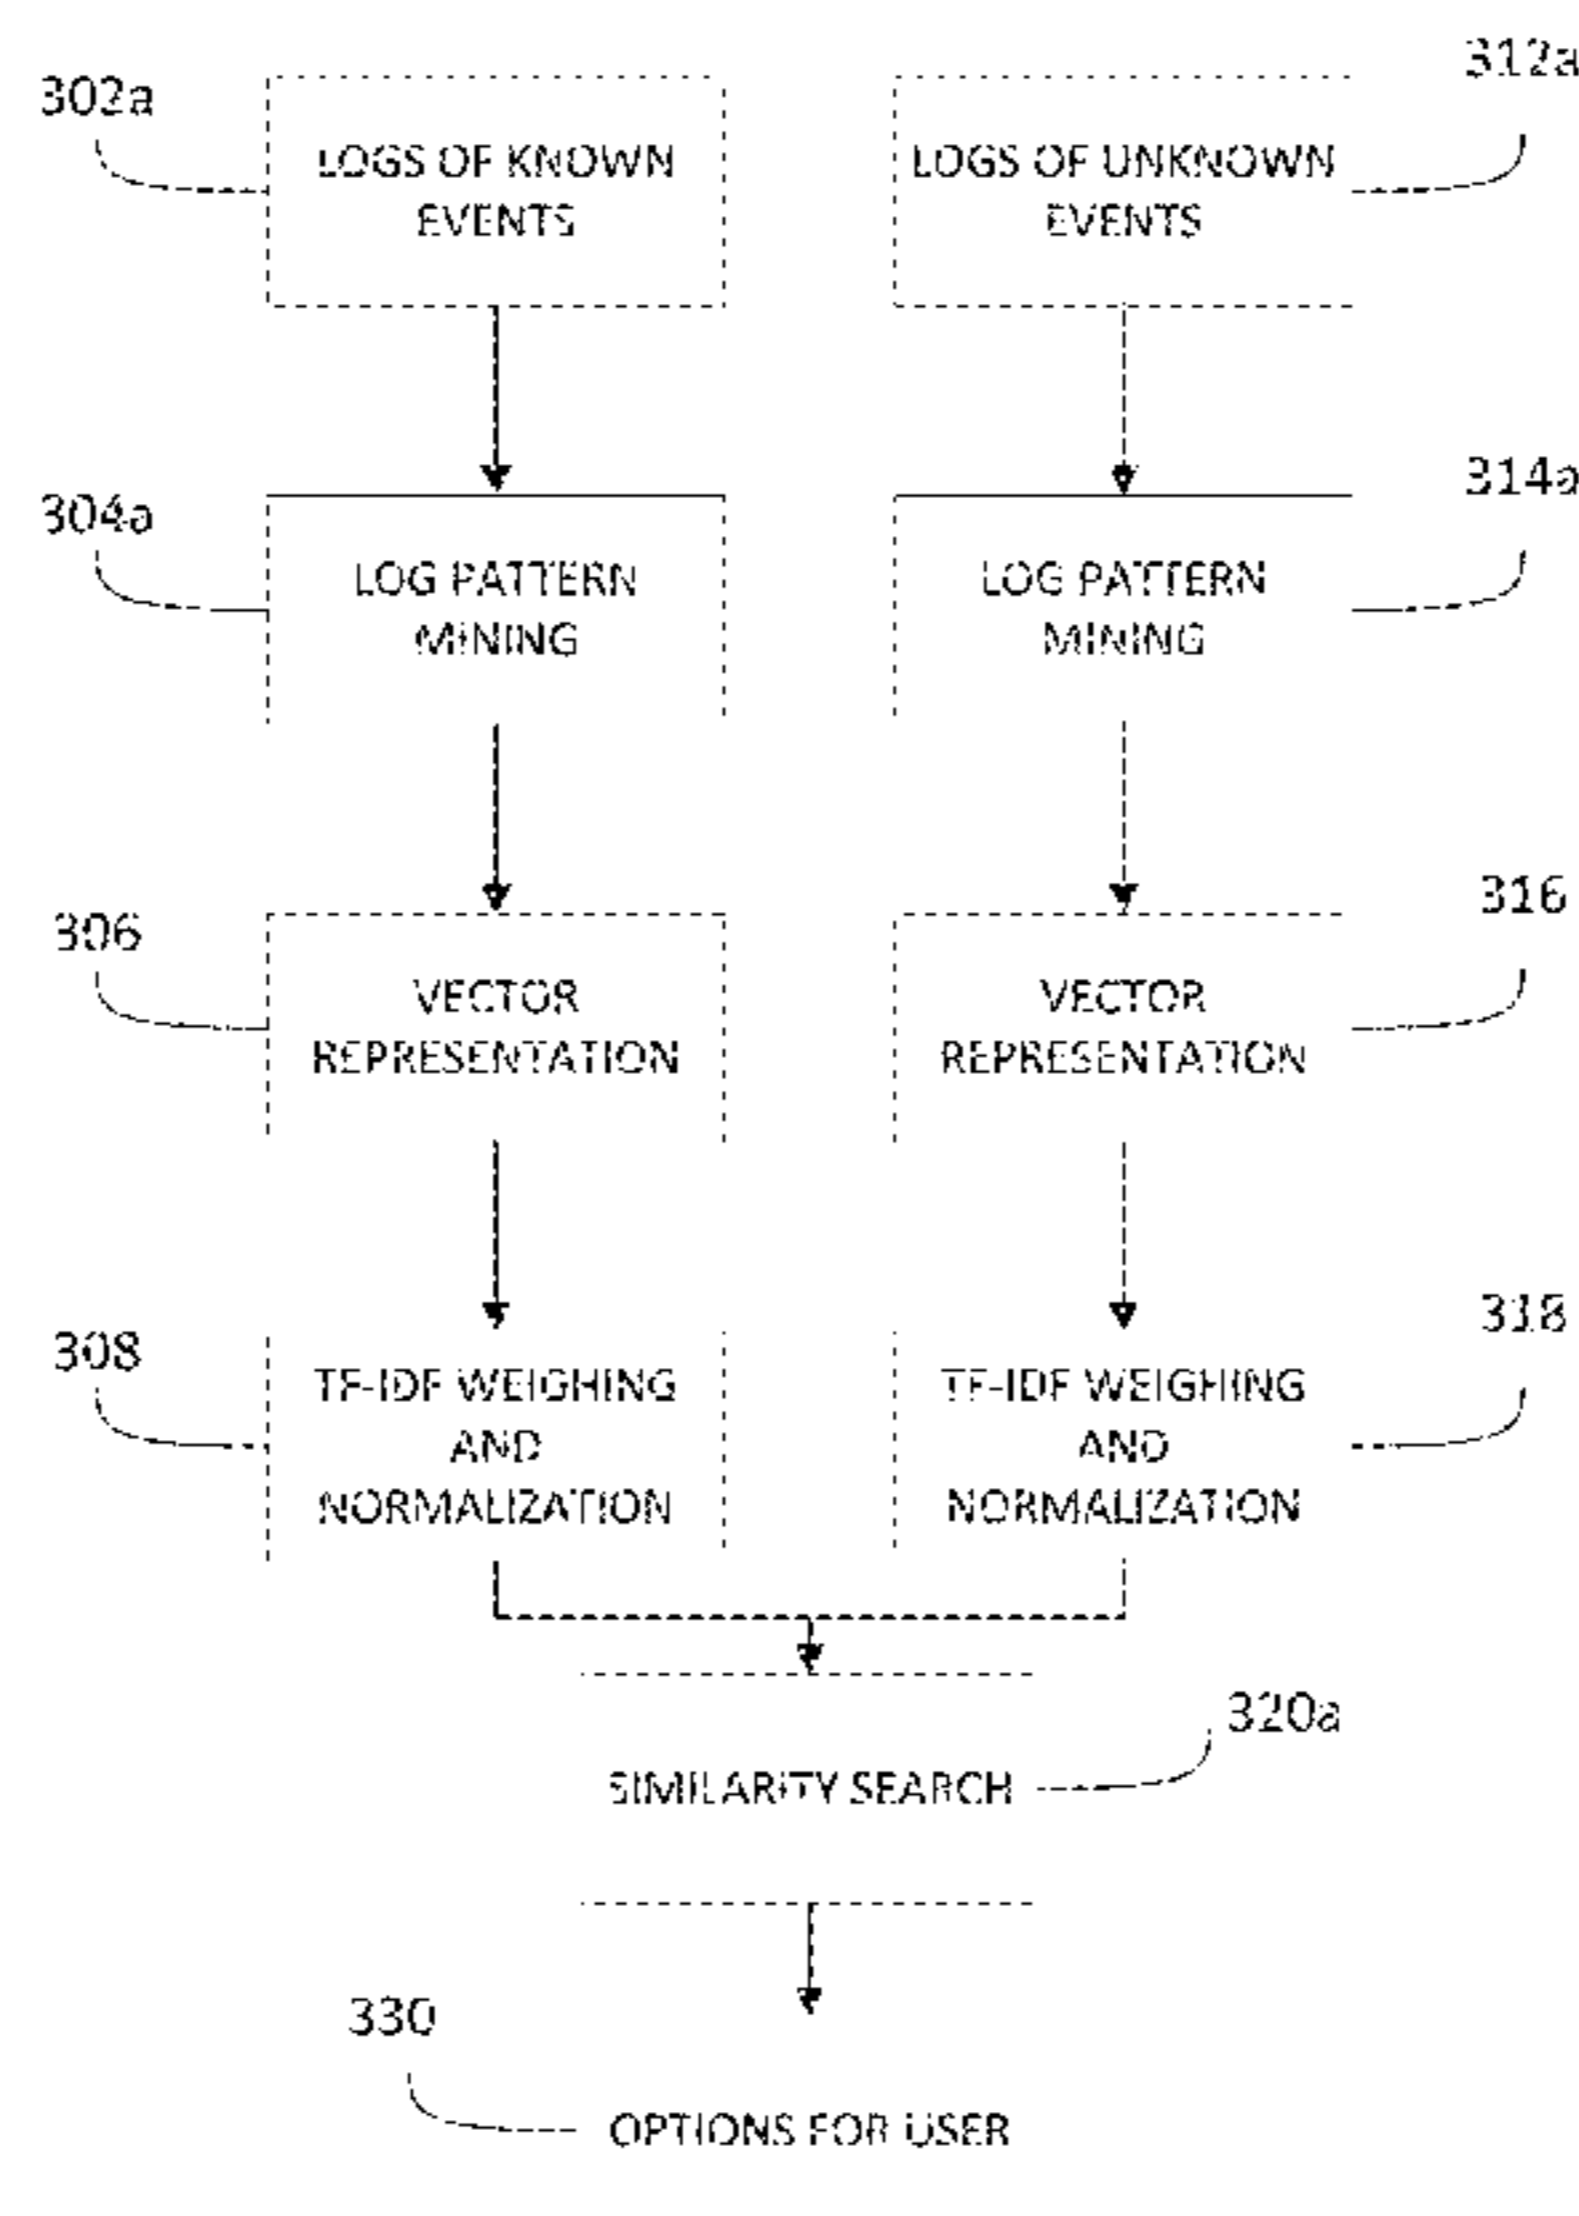 302a
LOGS OF KNOWN
EVENTS
312a
LOGS OF UNKNOWN
EVENTS
304a
LOG PATTERN
MINING
314a
LOG PATTERN
MINING
306
VECTOR
REPRESENTATION
316
VECTOR
REPRESENTATION
308
TF-IDF WEIGHING
AND
NORMALIZATION
318
TF-IDF WEIGHING
AND
NORMALIZATION
320a
SIMILARITY SEARCH
330
OPTIONS FOR USER